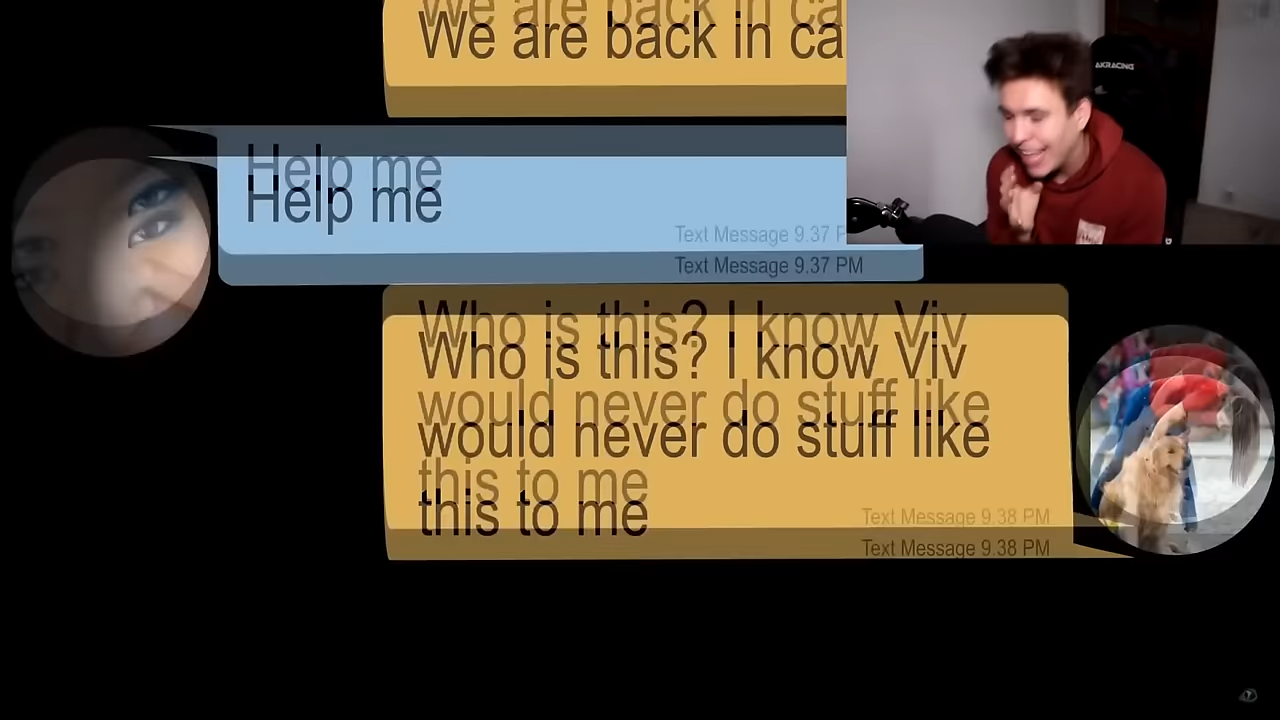 We are back in ca
AKRACING
Help me
Text Message 9.37 PM
Who is this? I know Viv
would never do stuff like
this to me
Text Message 9.38 PM